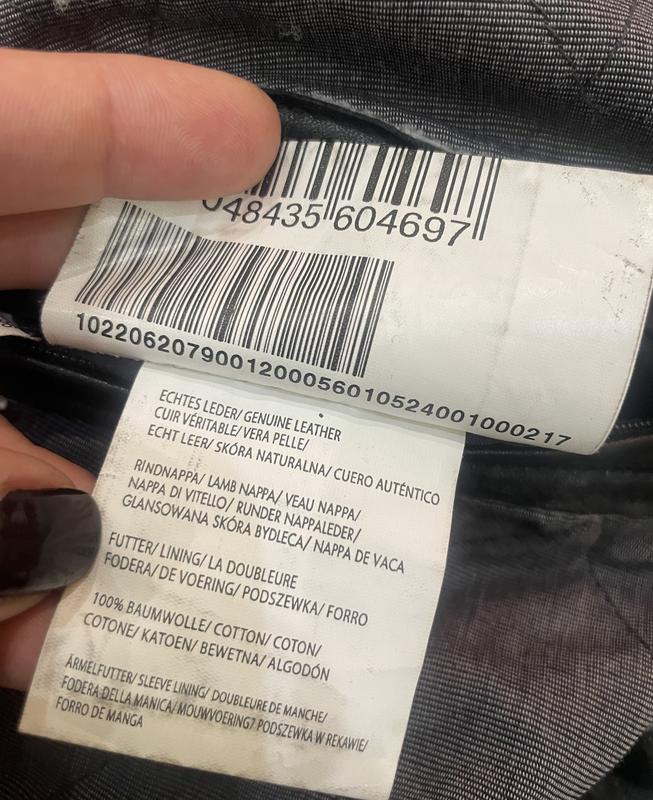 048435 604697
1022062079001200056010524001000217
ECHTES LEDER/ GENUINE LEATHER
CUIR VÉRITABLE/ VERA PELLE/
ECHT LEER/ SKÓRA NATURALNA/ CUERO AUTÉNTICO
RINDNAPPA/ LAMB NAPPA/ VEAU NAPPA/
NAPPA DI VITELLO/ RUNDER NAPPALEDER/
GLANSOWANA SKÓRA BYDLECA/ NAPPA DE VACA
FUTTER/ LINING/ LA DOUBLEURE
FODERA/ DE VOERING/ PODSZEWKA/ FORRO
100% BAUMWOLLE/ COTTON/ COTON/
COTONE/ KATOEN/ BEWETNA/ ALGODÓN
ÄRMELFUTTER/ SLEEVE LINING/ DOUBLEURE DE MANCHE/
FODERA DELLA MANICA/ MOUWVOERING? PODSZEWKA W REKAWIE/
FORRO DE MANGA